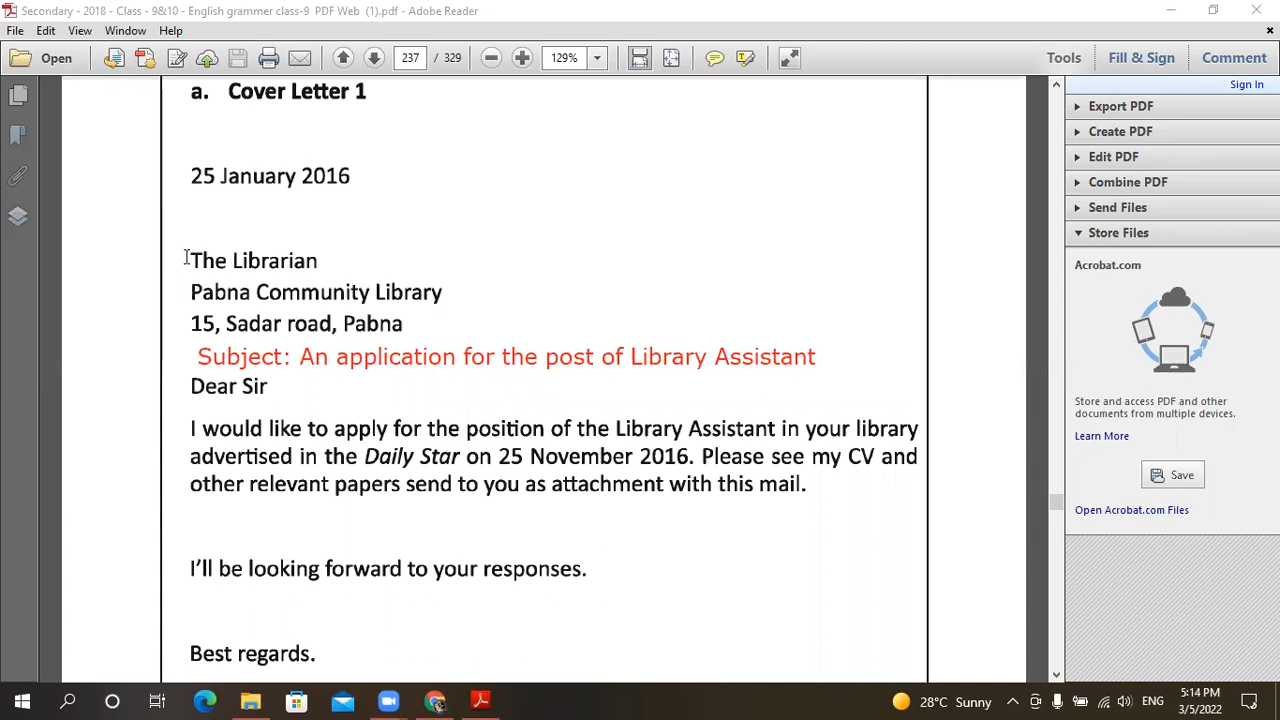 Secondary - 2018 - Class - 9&10 - English grammer class-9 PDF Web (1).pdf - Adobe Reader
File Edit View Window Help
Open 237 / 329 129% Tools Fill & Sign Comment
Sign In
Export PDF
Create PDF
Edit PDF
Combine PDF
Send Files
Store Files
Acrobat.com
Store and access PDF and other
documents from multiple devices.
Learn More
Save
Open Acrobat.com Files
a. Cover Letter 1
25 January 2016
The Librarian
Pabna Community Library
15, Sadar road, Pabna
Subject: An application for the post of Library Assistant
Dear Sir
I would like to apply for the position of the Library Assistant in your library
advertised in the Daily Star on 25 November 2016. Please see my CV and
other relevant papers send to you as attachment with this mail.
I'll be looking forward to your responses.
Best regards.
28°C Sunny ENG 5:14 PM
3/5/2022